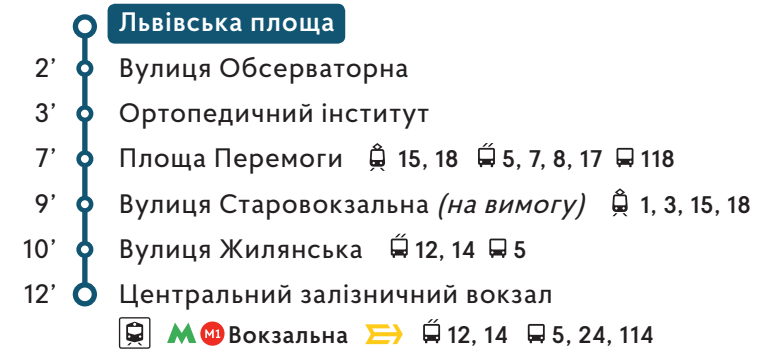 Львівська площа
2’ Вулиця Обсерваторна
3’ Ортопедичний інститут
7’ Площа Перемоги 15, 18 5, 7, 8, 17 118
9’ Вулиця Старовокзальна (на вимогу) 1, 3, 15, 18
10’ Вулиця Жилянська 12, 14 5
12’ Центральний залізничний вокзал
M M1 Вокзальна 12, 14 5, 24, 114